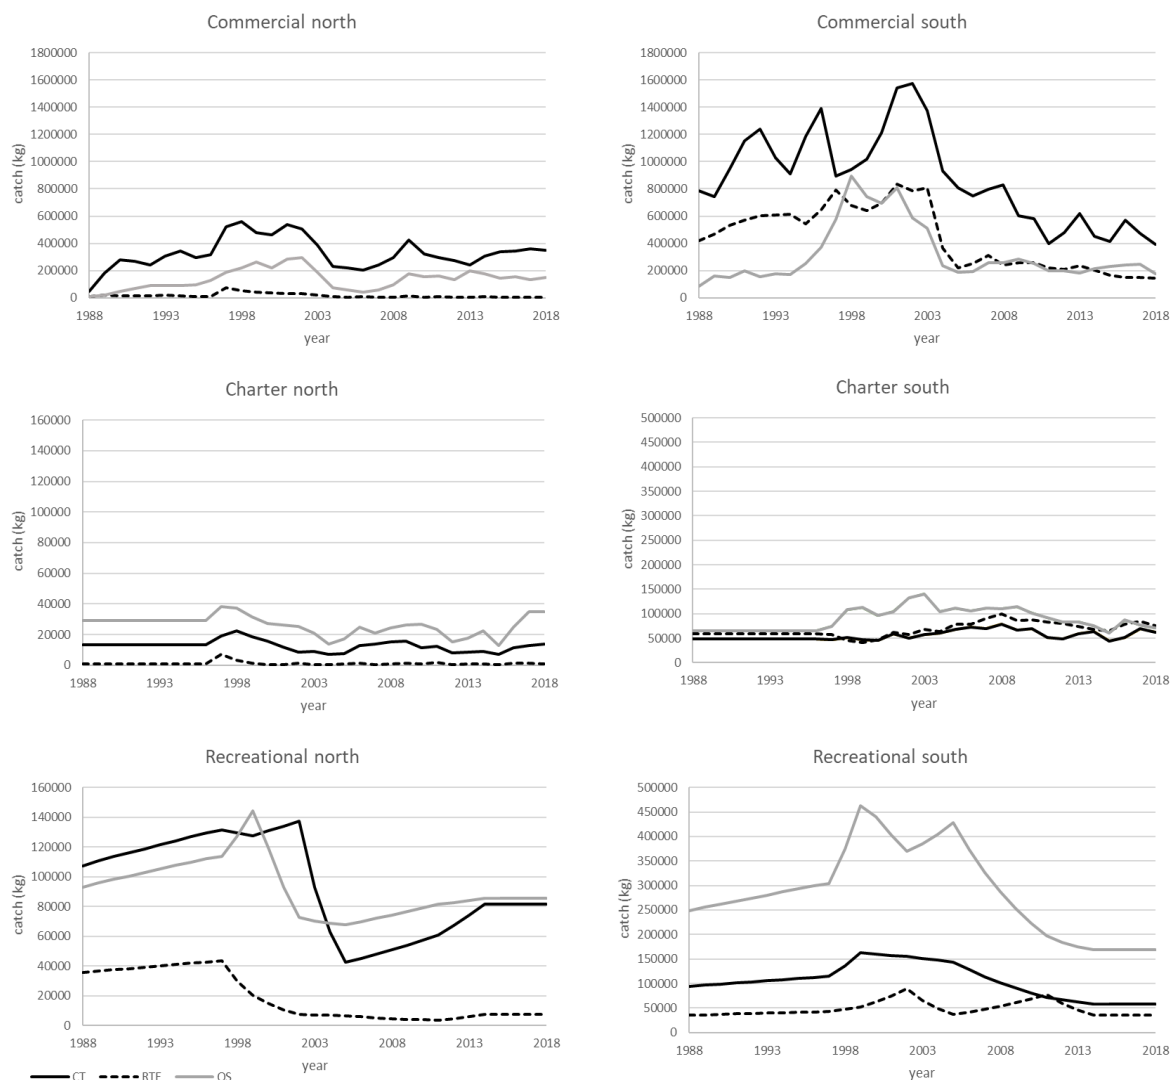 Commercial north
1800000
1600000
1400000
1200000
1000000
800000
600000
400000
200000
0
catch (kg)
1988 1993 1998 2003 2008 2013 2018
year
Commercial south
1800000
1600000
1400000
1200000
1000000
800000
600000
400000
200000
0
catch (kg)
1988 1993 1998 2003 2008 2013 2018
year
Charter north
160000
140000
120000
100000
80000
60000
40000
20000
0
catch (kg)
1988 1993 1998 2003 2008 2013 2018
year
Charter south
500000
450000
400000
350000
300000
250000
200000
150000
100000
50000
0
catch (kg)
1988 1993 1998 2003 2008 2013 2018
year
Recreational north
160000
140000
120000
100000
80000
60000
40000
20000
0
catch (kg)
1988 1993 1998 2003 2008 2013 2018
year
Recreational south
500000
450000
400000
350000
300000
250000
200000
150000
100000
50000
0
catch (kg)
1988 1993 1998 2003 2008 2013 2018
year
CT RTE OS